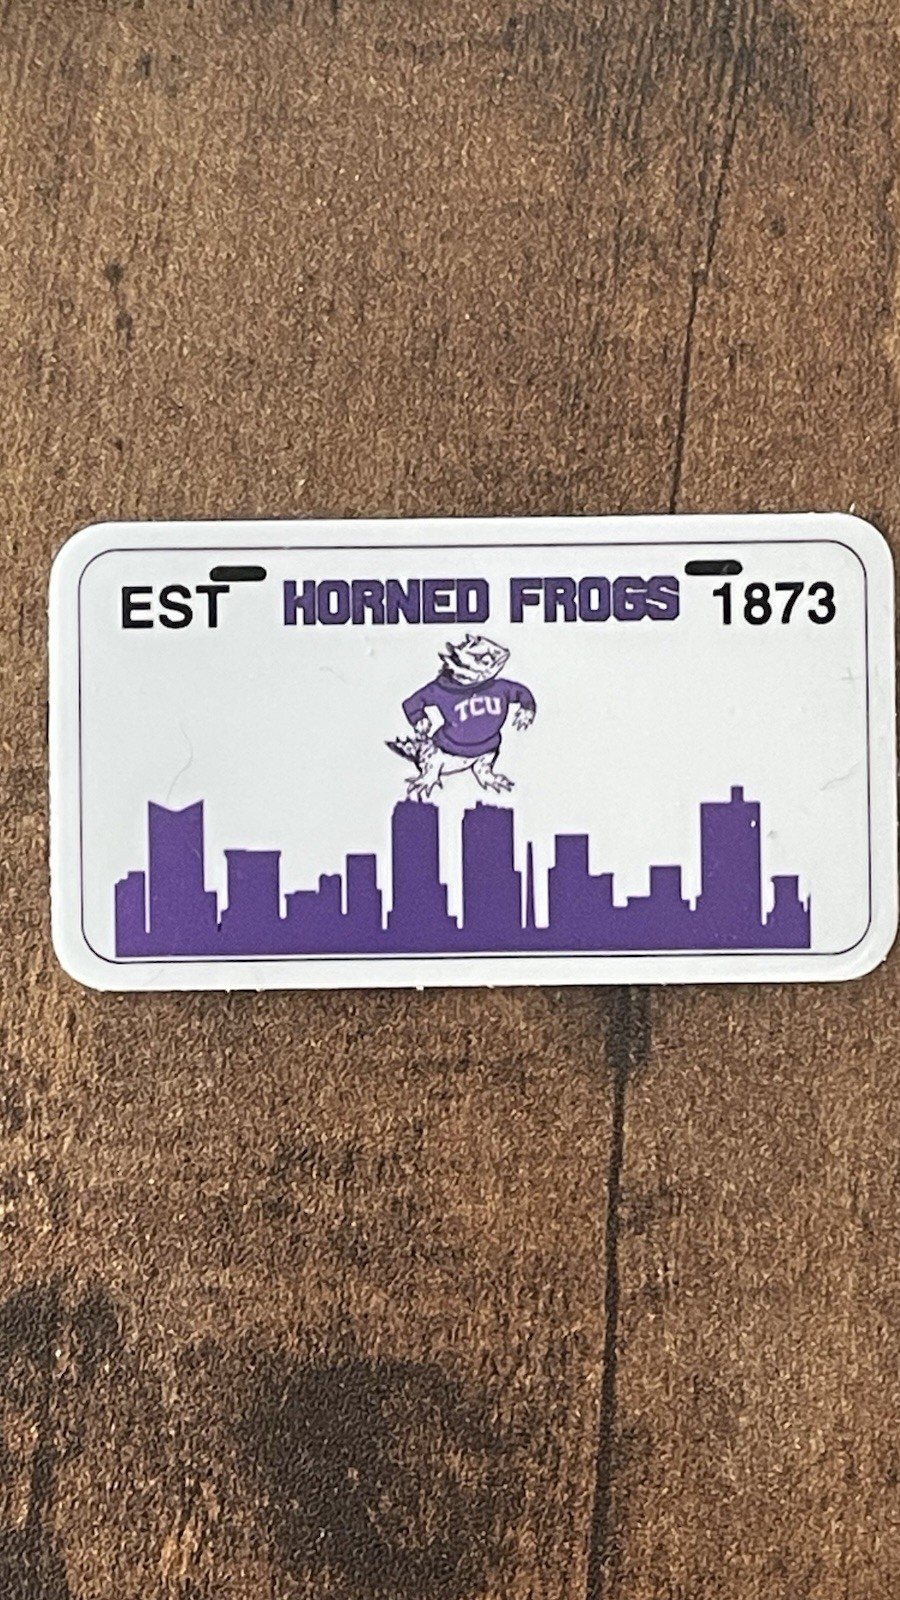 EST HORNED FROGS 1873
TCU